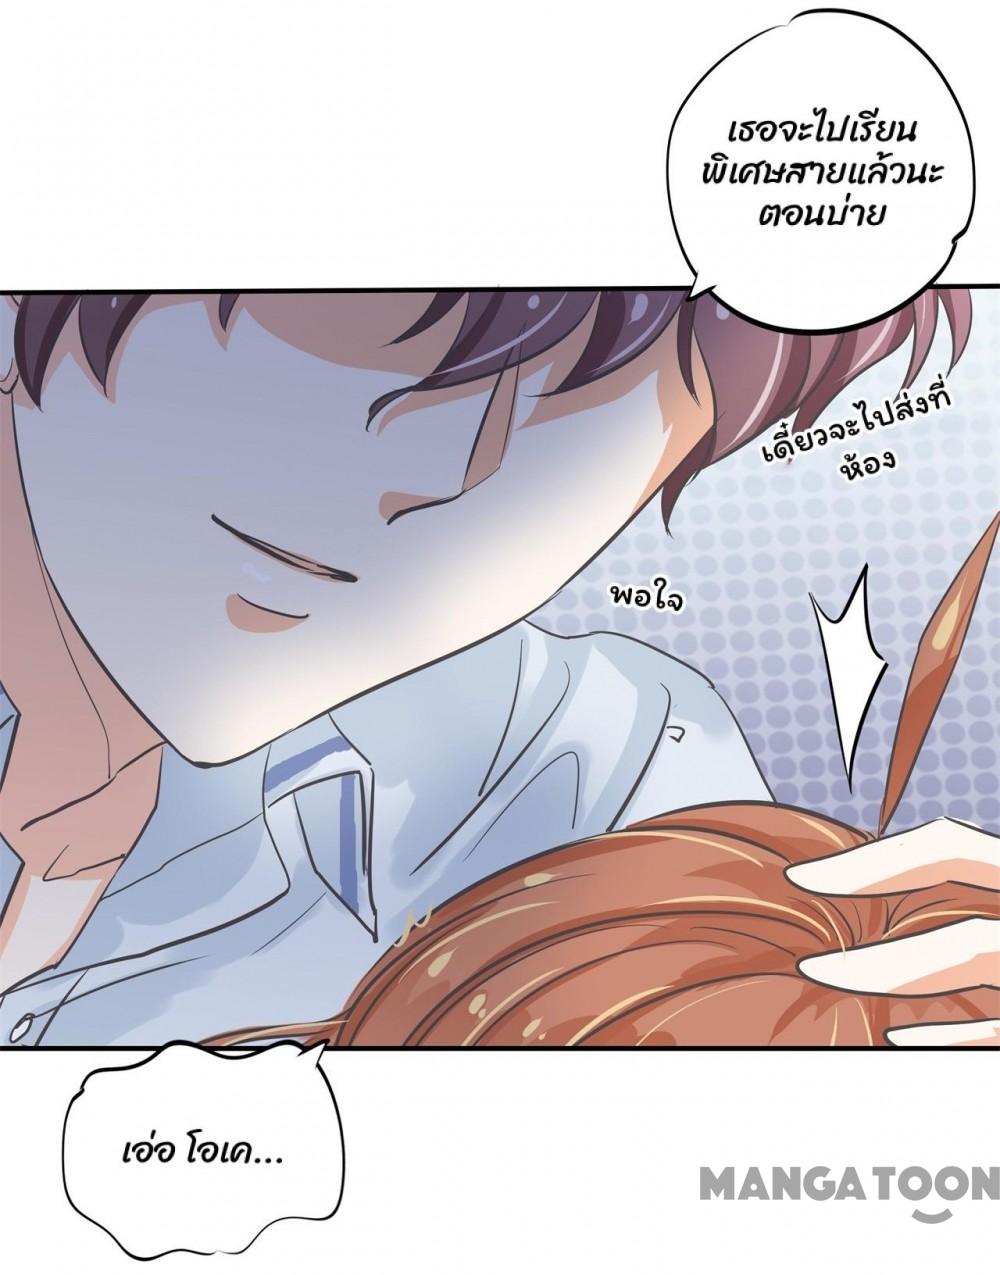 เธอจะไปเรียน
พิเศษสายแล้วนะ
ตอนบ่าย
เดี๋ยวจะไปส่งที่
ห้อง
พอใจ
เอ่อ โอเค...
MANGATOON